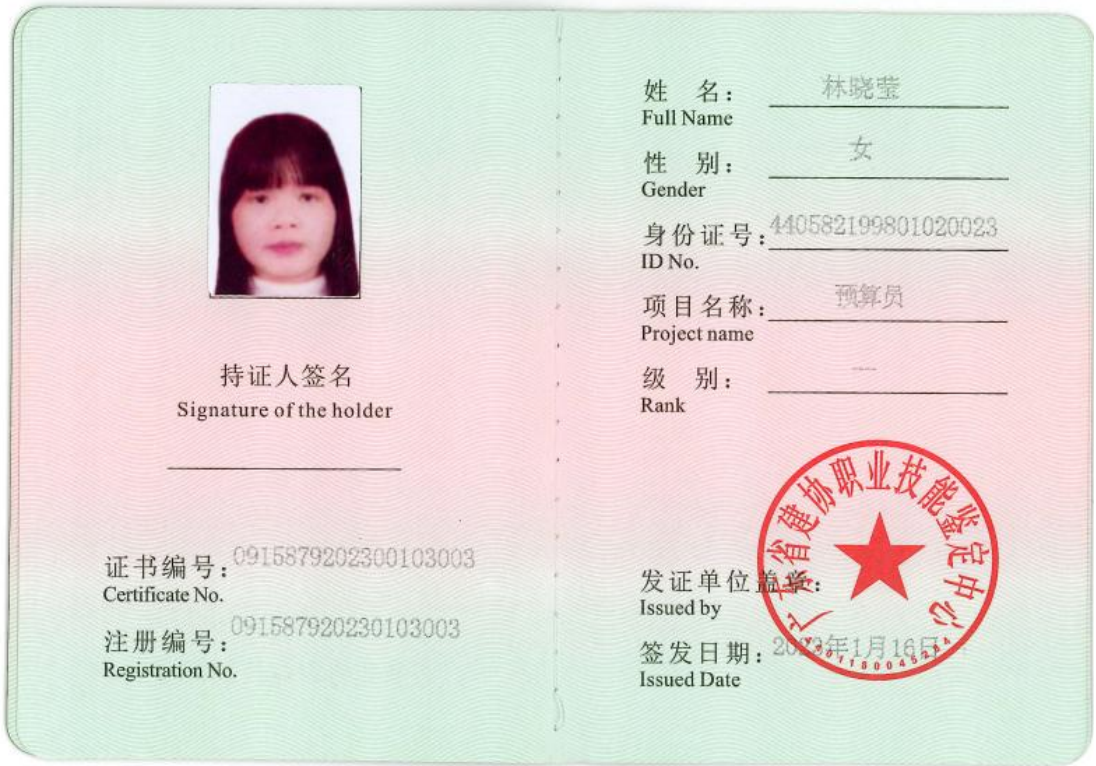 持证人签名
Signature of the holder
证书编号：0915879202300103003
Certificate No.
注册编号：091587920230103003
Registration No.
姓 名：林晓莹
Full Name
性 别：女
Gender
身份证号：440582199801020023
ID No.
项目名称：预算员
Project name
级 别：一
Rank
广东省建协职业技能鉴定中心
发证单位盖章：
Issued by
签发日期：2023年1月16日
Issued Date